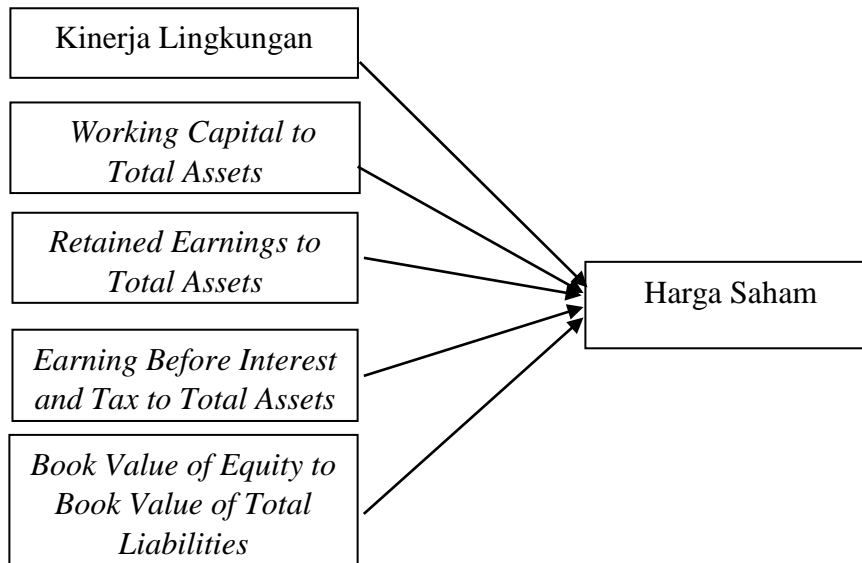 Kinerja Lingkungan
Working Capital to
Total Assets
Retained Earnings to
Total Assets
Harga Saham
Earning Before Interest
and Tax to Total Assets
Book Value of Equity to
Book Value of Total
Liabilities